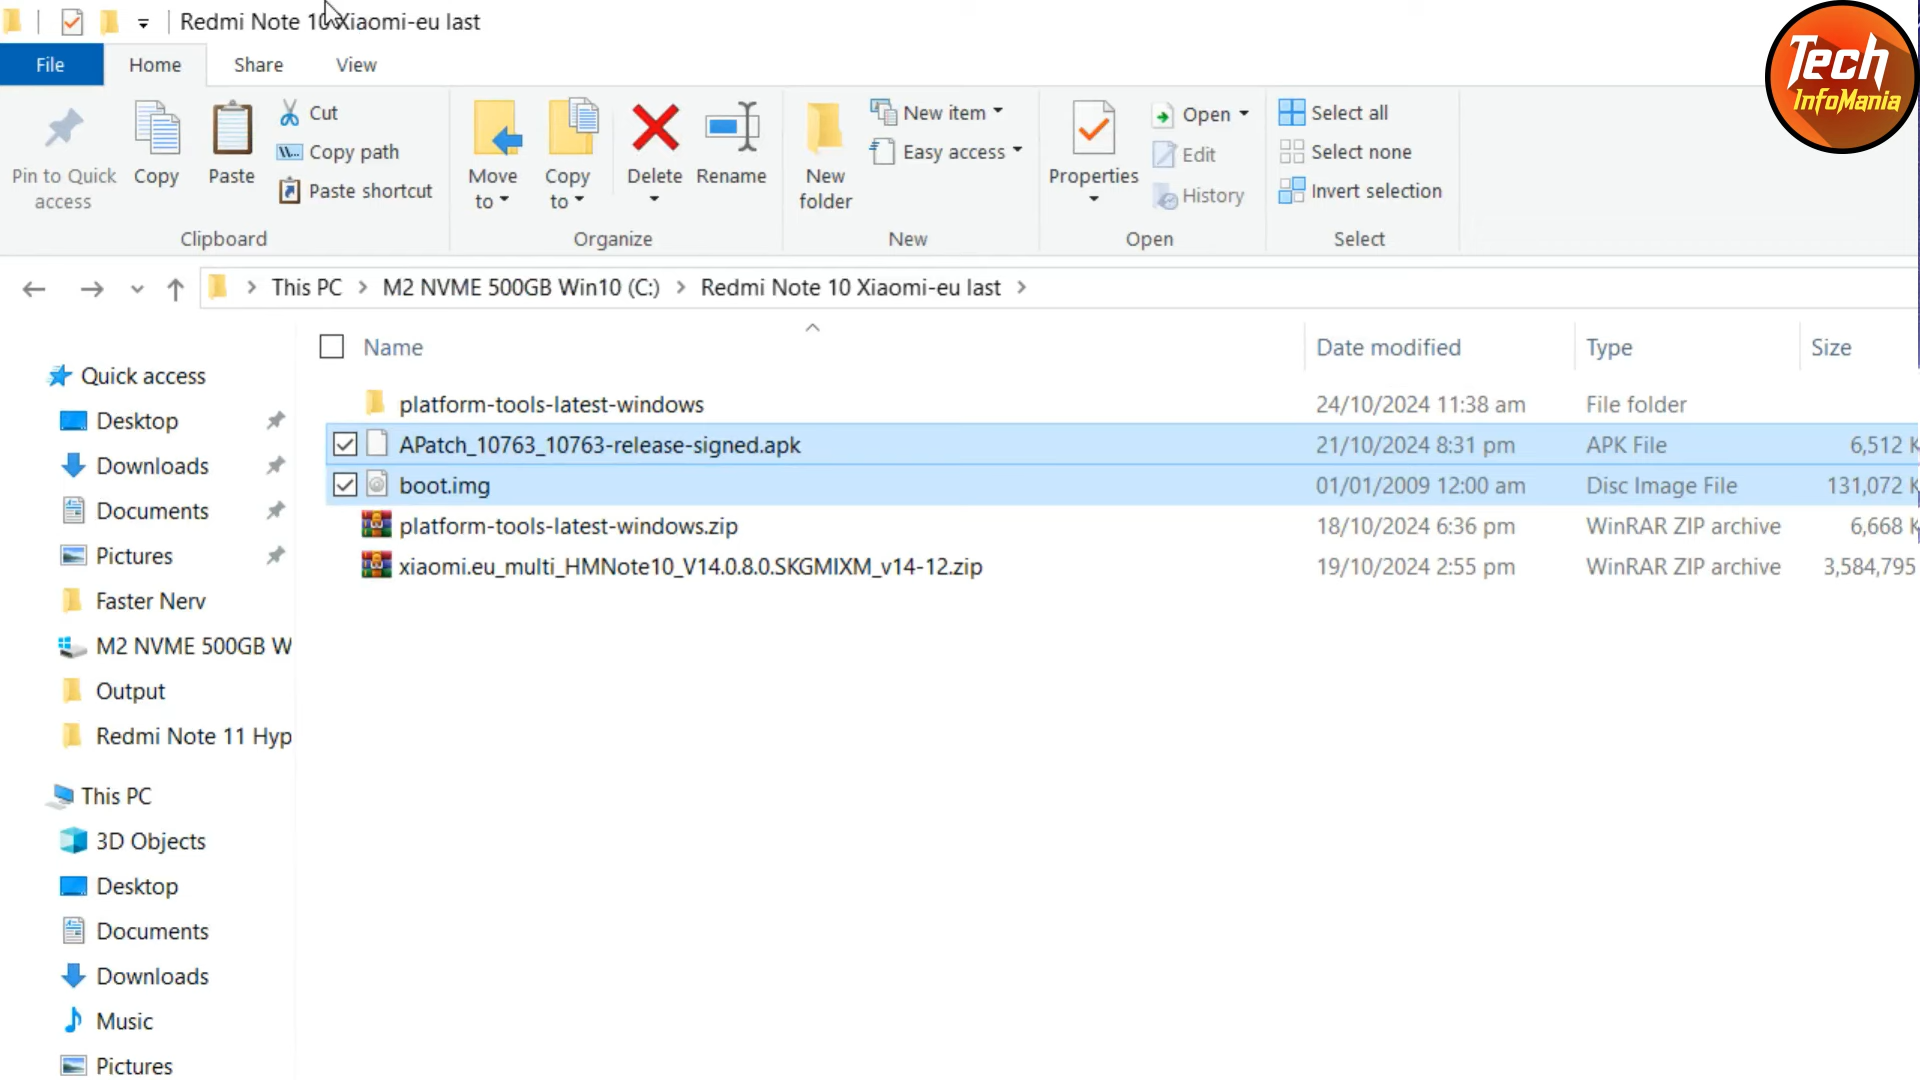 Redmi Note 10 Xiaomi-eu last
File Home Share View
Pin to Quick access
Copy
Paste
Cut
Copy path
Paste shortcut
Move to
Copy to
Delete
Rename
New folder
New item
Easy access
Properties
Open
Edit
History
Select all
Select none
Invert selection
Clipboard Organize New Open Select
Tech
InfoMania
This PC M2 NVME 500GB Win10 (C:) Redmi Note 10 Xiaomi-eu last
Name Date modified Type Size
platform-tools-latest-windows 24/10/2024 11:38 am File folder
APatch_10763_10763-release-signed.apk 21/10/2024 8:31 pm APK File 6,512 K
boot.img 01/01/2009 12:00 am Disc Image File 131,072 K
platform-tools-latest-windows.zip 18/10/2024 6:36 pm WinRAR ZIP archive 6,668 K
xiaomi.eu_multi_HMNote10_V14.0.8.0.SKGMIXM_v14-12.zip 19/10/2024 2:55 pm WinRAR ZIP archive 3,584,795
Quick access
Desktop
Downloads
Documents
Pictures
Faster Nerv
M2 NVME 500GB W
Output
Redmi Note 11 Hyp
This PC
3D Objects
Desktop
Documents
Downloads
Music
Pictures